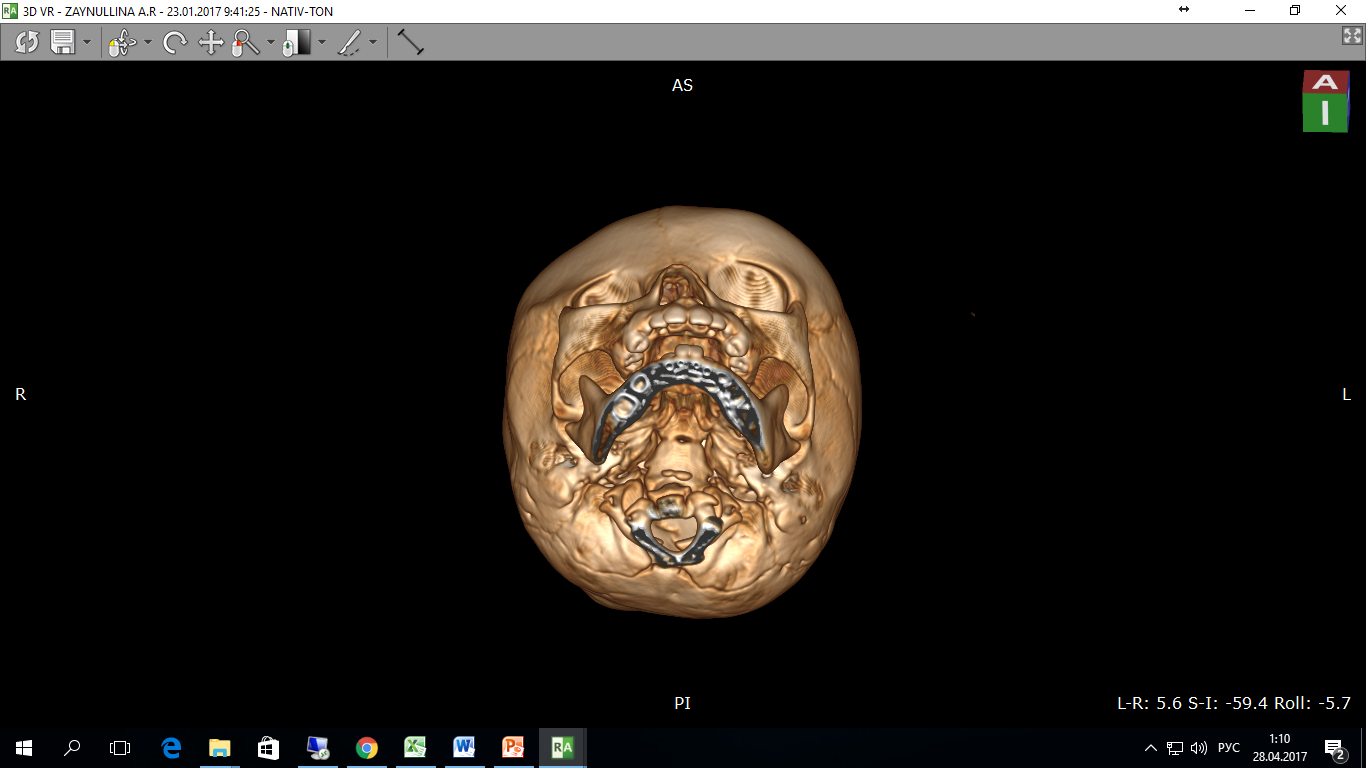 3D VR - ZAYNULLINA A.R - 23.01.2017 9:41:25 - NATIV-TON
AS
A
I
R
L
PI
L-R: 5.6 S-I: -59.4 Roll: -5.7
RA
РУС
1:10
28.04.2017
2